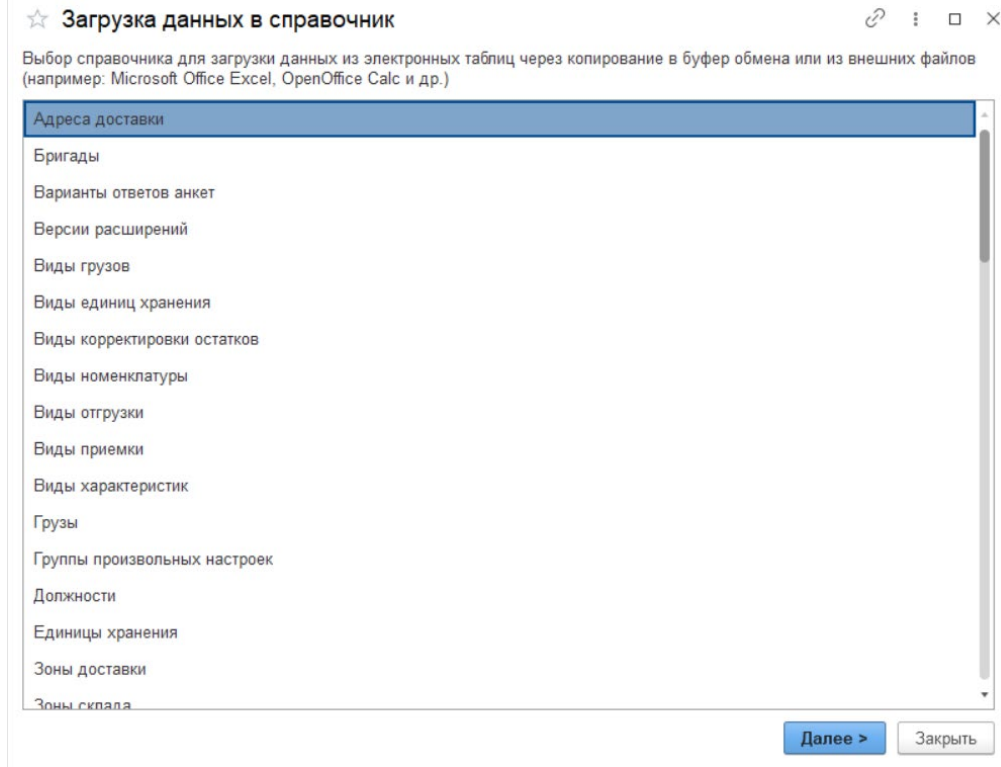 Загрузка данных в справочник
Выбор справочника для загрузки данных из электронных таблиц через копирование в буфер обмена или из внешних файлов
(например: Microsoft Office Excel, OpenOffice Calc и др.)
Адреса доставки
Бригады
Варианты ответов анкет
Версии расширений
Виды грузов
Виды единиц хранения
Виды корректировки остатков
Виды номенклатуры
Виды отгрузки
Виды приемки
Виды характеристик
Грузы
Группы произвольных настроек
Должности
Единицы хранения
Зоны доставки
Зоны склада
Далее > Закрыть